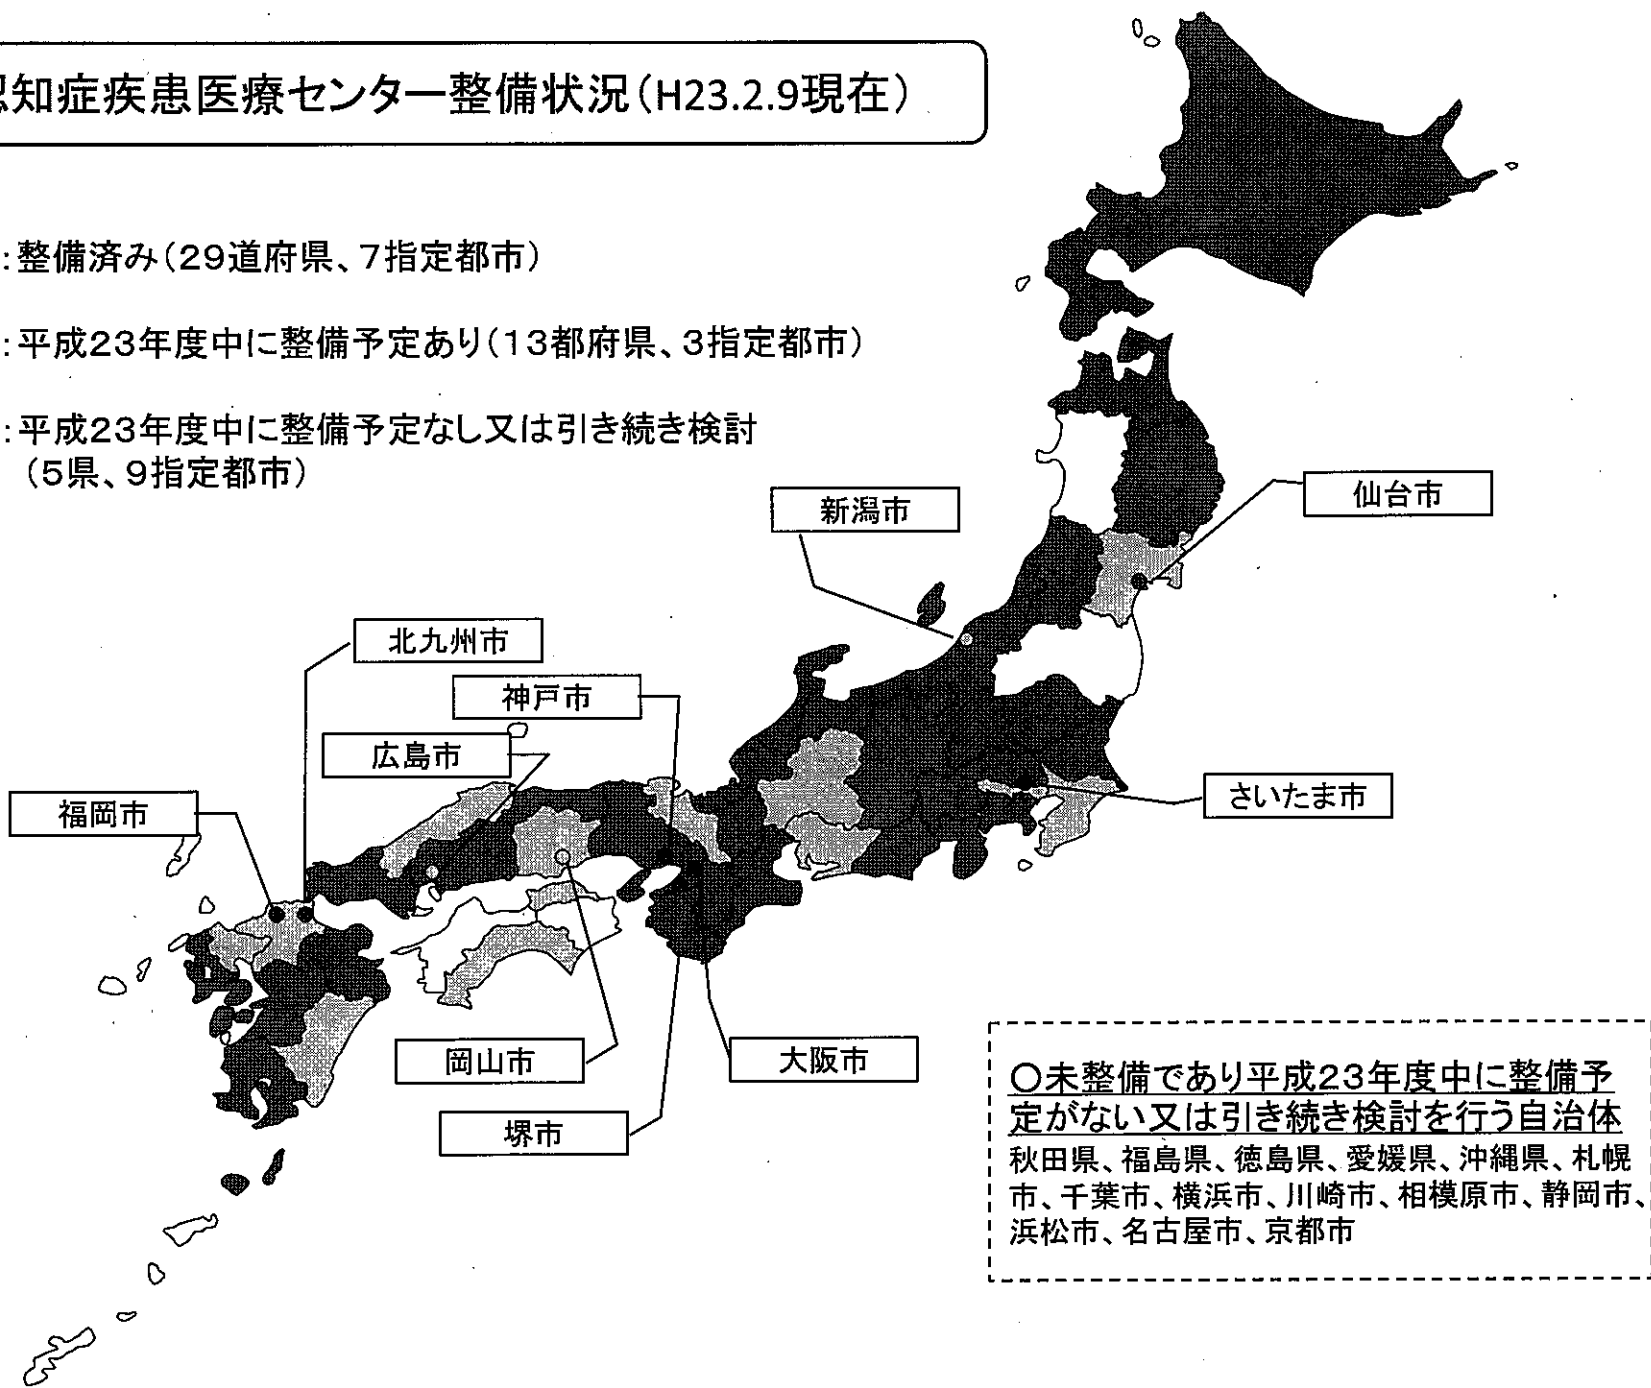 知症疾患医療センター整備状況(H23.2.9現在)
:整備済み(29道府県、7指定都市)
:平成23年度中に整備予定あり(13都府県、3指定都市)
:平成23年度中に整備予定なし又は引き続き検討
(5県、9指定都市)
新潟市
仙台市
北九州市
神戸市
広島市
福岡市
さいたま市
岡山市
大阪市
堺市
○未整備であり平成23年度中に整備予
定がない又は引き続き検討を行う自治体
秋田県、福島県、徳島県、愛媛県、沖縄県、札幌
市、千葉市、横浜市、川崎市、相模原市、静岡市、
浜松市、名古屋市、京都市